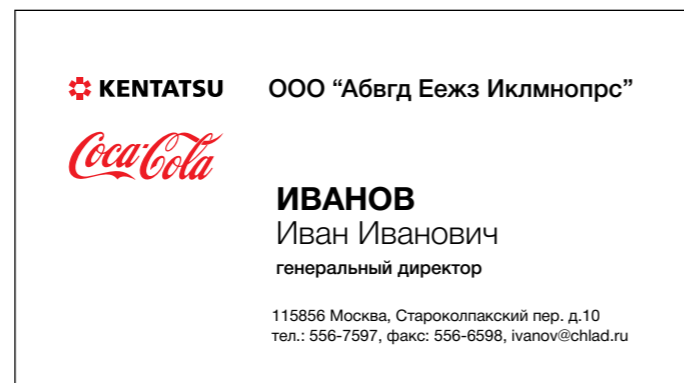 KENTATSU
ООО “Абвгд Еежз Иклмнопрс”
Coca-Cola
ИВАНОВ
Иван Иванович
генеральный директор
115856 Москва, Староколпакский пер. д.10
тел.: 556-7597, факс: 556-6598, ivanov@chlad.ru